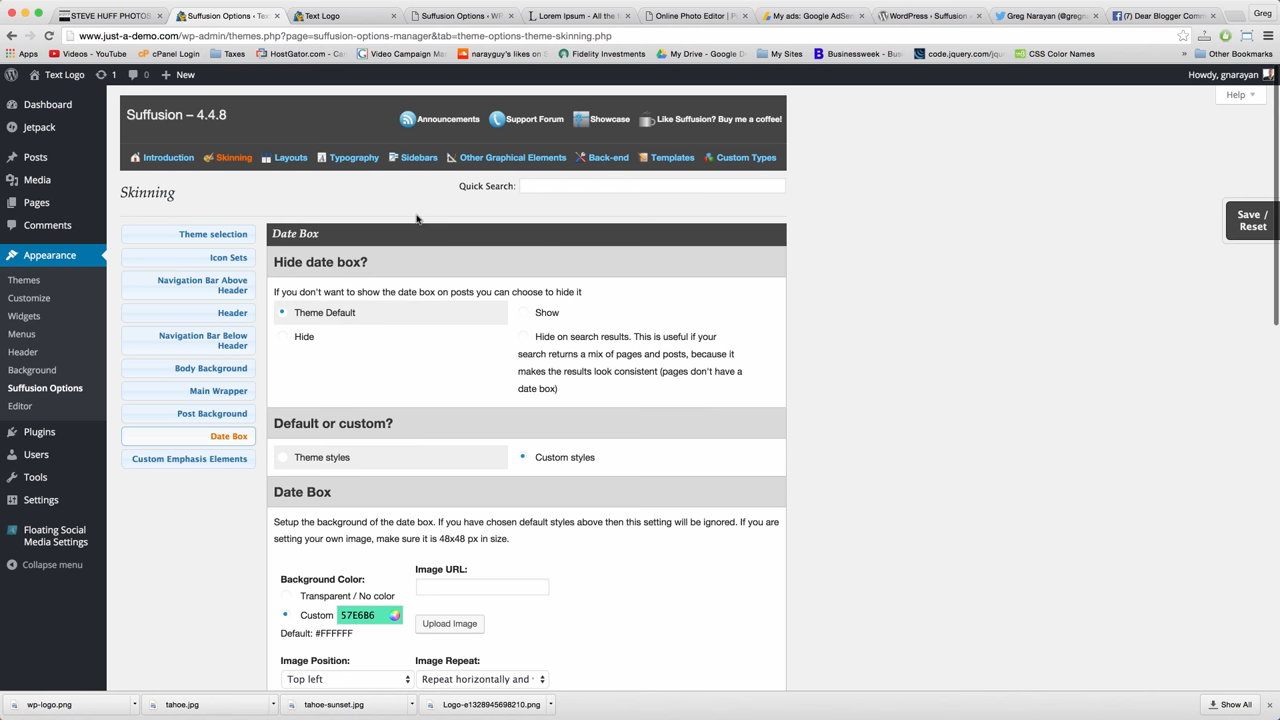 STEVE HUFF PHOTO
Suffusion Options ‹ Text
Text Logo
Suffusion Options ‹ W
Lorem Ipsum - All the f
Online Photo Editor | P
My ads: Google AdSen
WordPress › Suffusion
Greg Narayan (@gregn
(7) Dear Blogger Comm
Greg
www.just-a-demo.com/wp-admin/themes.php?page=suffusion-options-manager&tab=theme-options-theme-skinning.php
Apps
Videos - YouTube
cPanel Login
Taxes
HostGator.com -
Video Campaign Man
narayguy's likes on
Fidelity Investments
My Drive - Google D
My Sites
Businessweek - Busi
code.jquery.com/jqu
CSS Color Names
»
Other Bookmarks
Text Logo
1
0
+ New
Howdy, gnarayan
Help
Dashboard
Jetpack
Posts
Media
Pages
Comments
Appearance
Themes
Customize
Widgets
Menus
Header
Background
Suffusion Options
Editor
Plugins
Users
Tools
Settings
Floating Social
Media Settings
Collapse menu
Suffusion – 4.4.8
Announcements
Support Forum
Showcase
Like Suffusion? Buy me a coffee!
Introduction
Skinning
Layouts
Typography
Sidebars
Other Graphical Elements
Back-end
Templates
Custom Types
Skinning
Quick Search:
Save /
Reset
Theme selection
Icon Sets
Navigation Bar Above
Header
Header
Navigation Bar Below
Header
Body Background
Main Wrapper
Post Background
Date Box
Custom Emphasis Elements
Date Box
Hide date box?
If you don't want to show the date box on posts you can choose to hide it
Theme Default
Show
Hide
Hide on search results. This is useful if your
search returns a mix of pages and posts, because it
makes the results look consistent (pages don't have a
date box)
Default or custom?
Theme styles
Custom styles
Date Box
Setup the background of the date box. If you have chosen default styles above then this setting will be ignored. If you are
setting your own image, make sure it is 48x48 px in size.
Background Color:
Transparent / No color
Custom 57E6B6
Default: #FFFFFF
Image URL:
Upload Image
Image Position:
Top left
Image Repeat:
Repeat horizontally and
wp-logo.png
tahoe.jpg
tahoe-sunset.jpg
Logo-e1328945698210.png
Show All